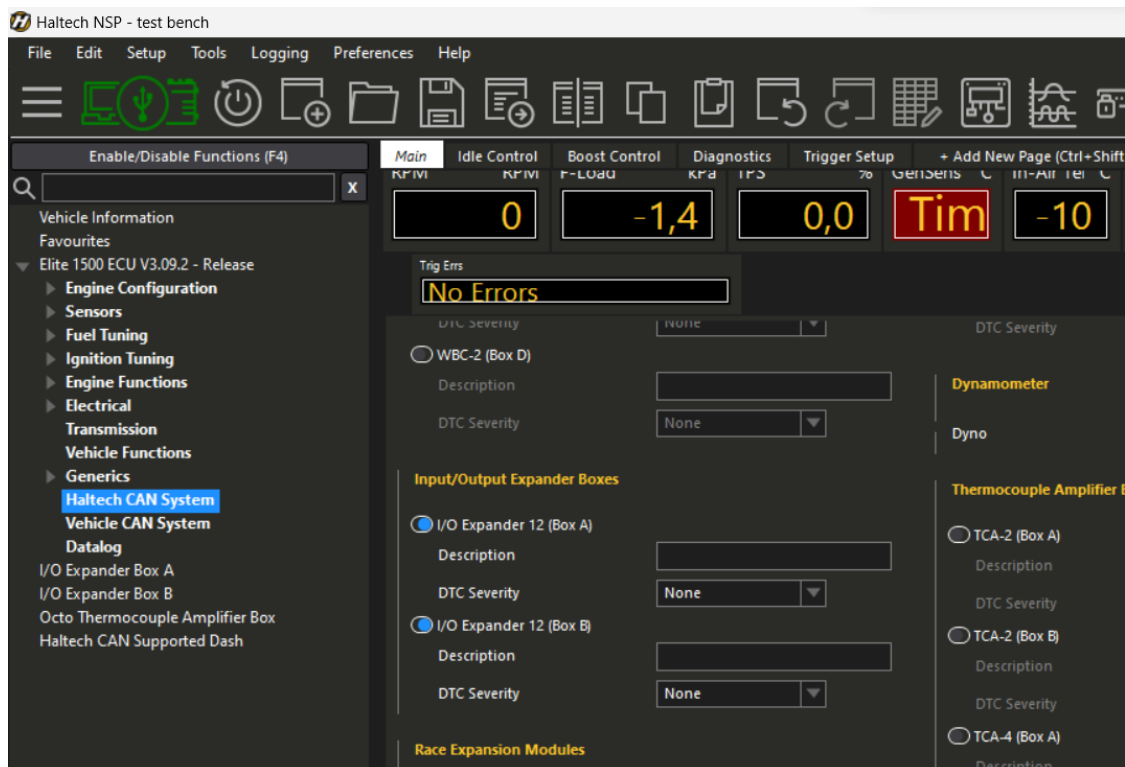 Haltech NSP - test bench
File Edit Setup Tools Logging Preferences Help
Enable/Disable Functions (F4)
Main Idle Control Boost Control Diagnostics Trigger Setup + Add New Page (Ctrl+Shift
X
RPM RPM F-Load kPa TPS % GenSens C In-Air Te C
0 -1,4 0,0 Tim -10
Vehicle Information
Favourites
Elite 1500 ECU V3.09.2 - Release
Engine Configuration
Sensors
Fuel Tuning
Ignition Tuning
Engine Functions
Electrical
Transmission
Vehicle Functions
Generics
Haltech CAN System
Vehicle CAN System
Datalog
I/O Expander Box A
I/O Expander Box B
Octo Thermocouple Amplifier Box
Haltech CAN Supported Dash
Trig Errs
No Errors
DTC Severity None
WBC-2 (Box D)
Description
DTC Severity None
Input/Output Expander Boxes
I/O Expander 12 (Box A)
Description
DTC Severity None
I/O Expander 12 (Box B)
Description
DTC Severity None
Race Expansion Modules
DTC Severity
Dynamometer
Dyno
Thermocouple Amplifier
TCA-2 (Box A)
Description
DTC Severity
TCA-2 (Box B)
Description
DTC Severity
TCA-4 (Box A)
Description